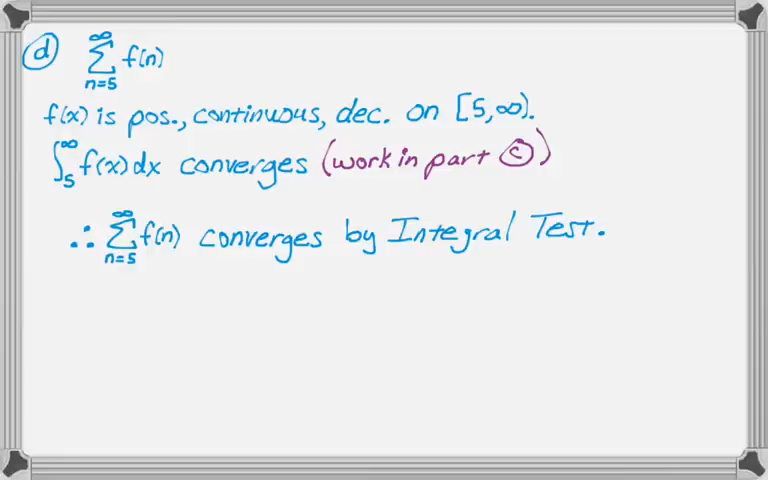 ⓓ ∞∑n=5 f(n)
f(x) is pos., continuous, dec. on [5,∞).
∫5^∞ f(x)dx converges (work in part ⓒ)
∴ ∞∑n=5 f(n) converges by Integral Test.